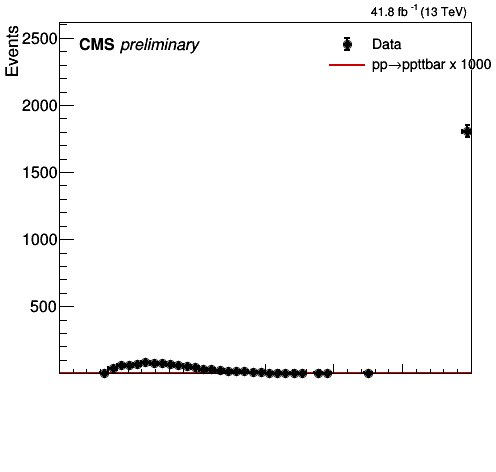 41.8 fb⁻¹ (13 TeV)
Events
CMS preliminary
Data
pp→ppttbar x 1000
2500
2000
1500
1000
500